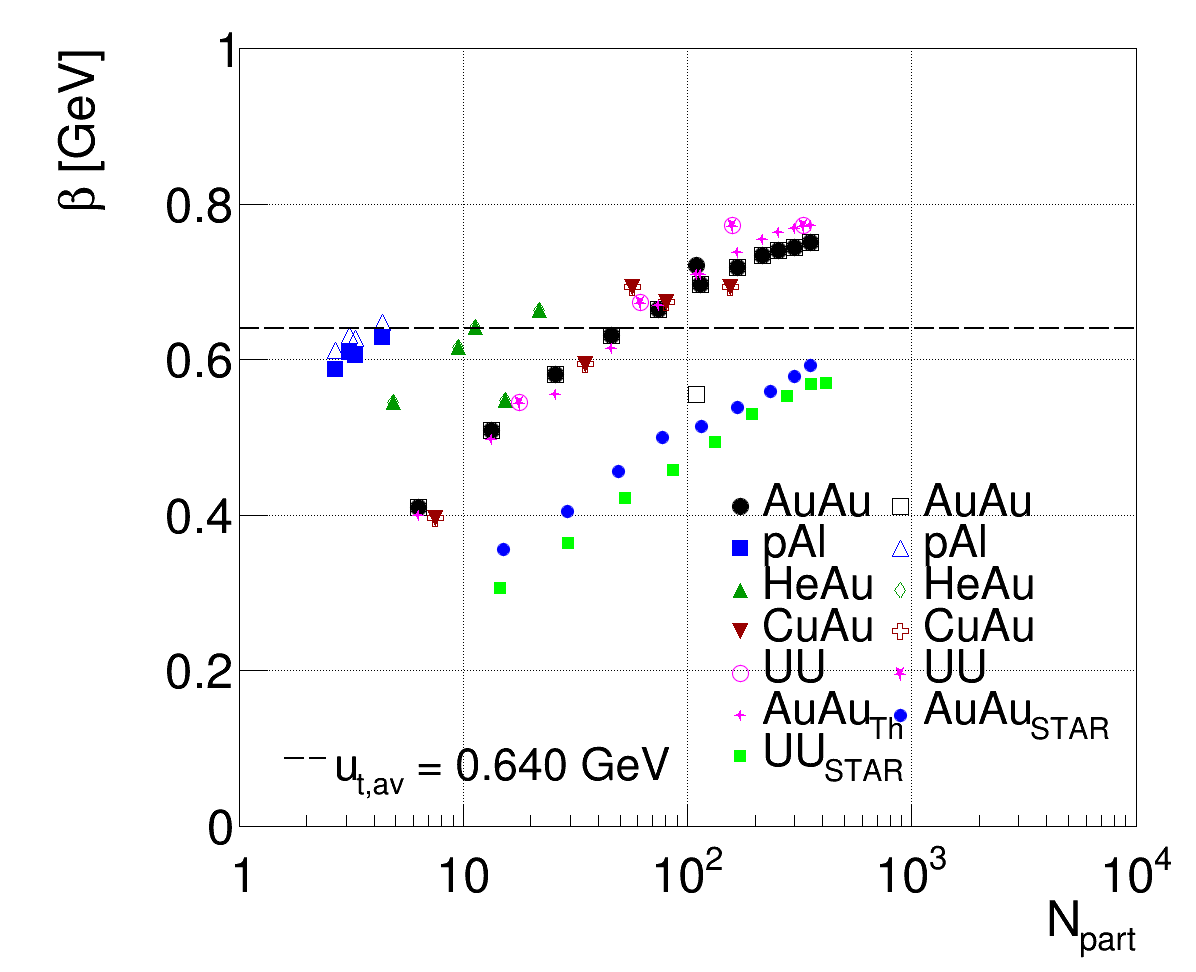 β [GeV]
1
0.8
0.6
0.4
0.2
0
AuAu AuAu
pAl pAl
HeAu HeAu
CuAu CuAu
UU UU
AuAu_Th AuAu_STAR
UU_STAR
u_t,av = 0.640 GeV
1 10 10² 10³ 10⁴
N_part